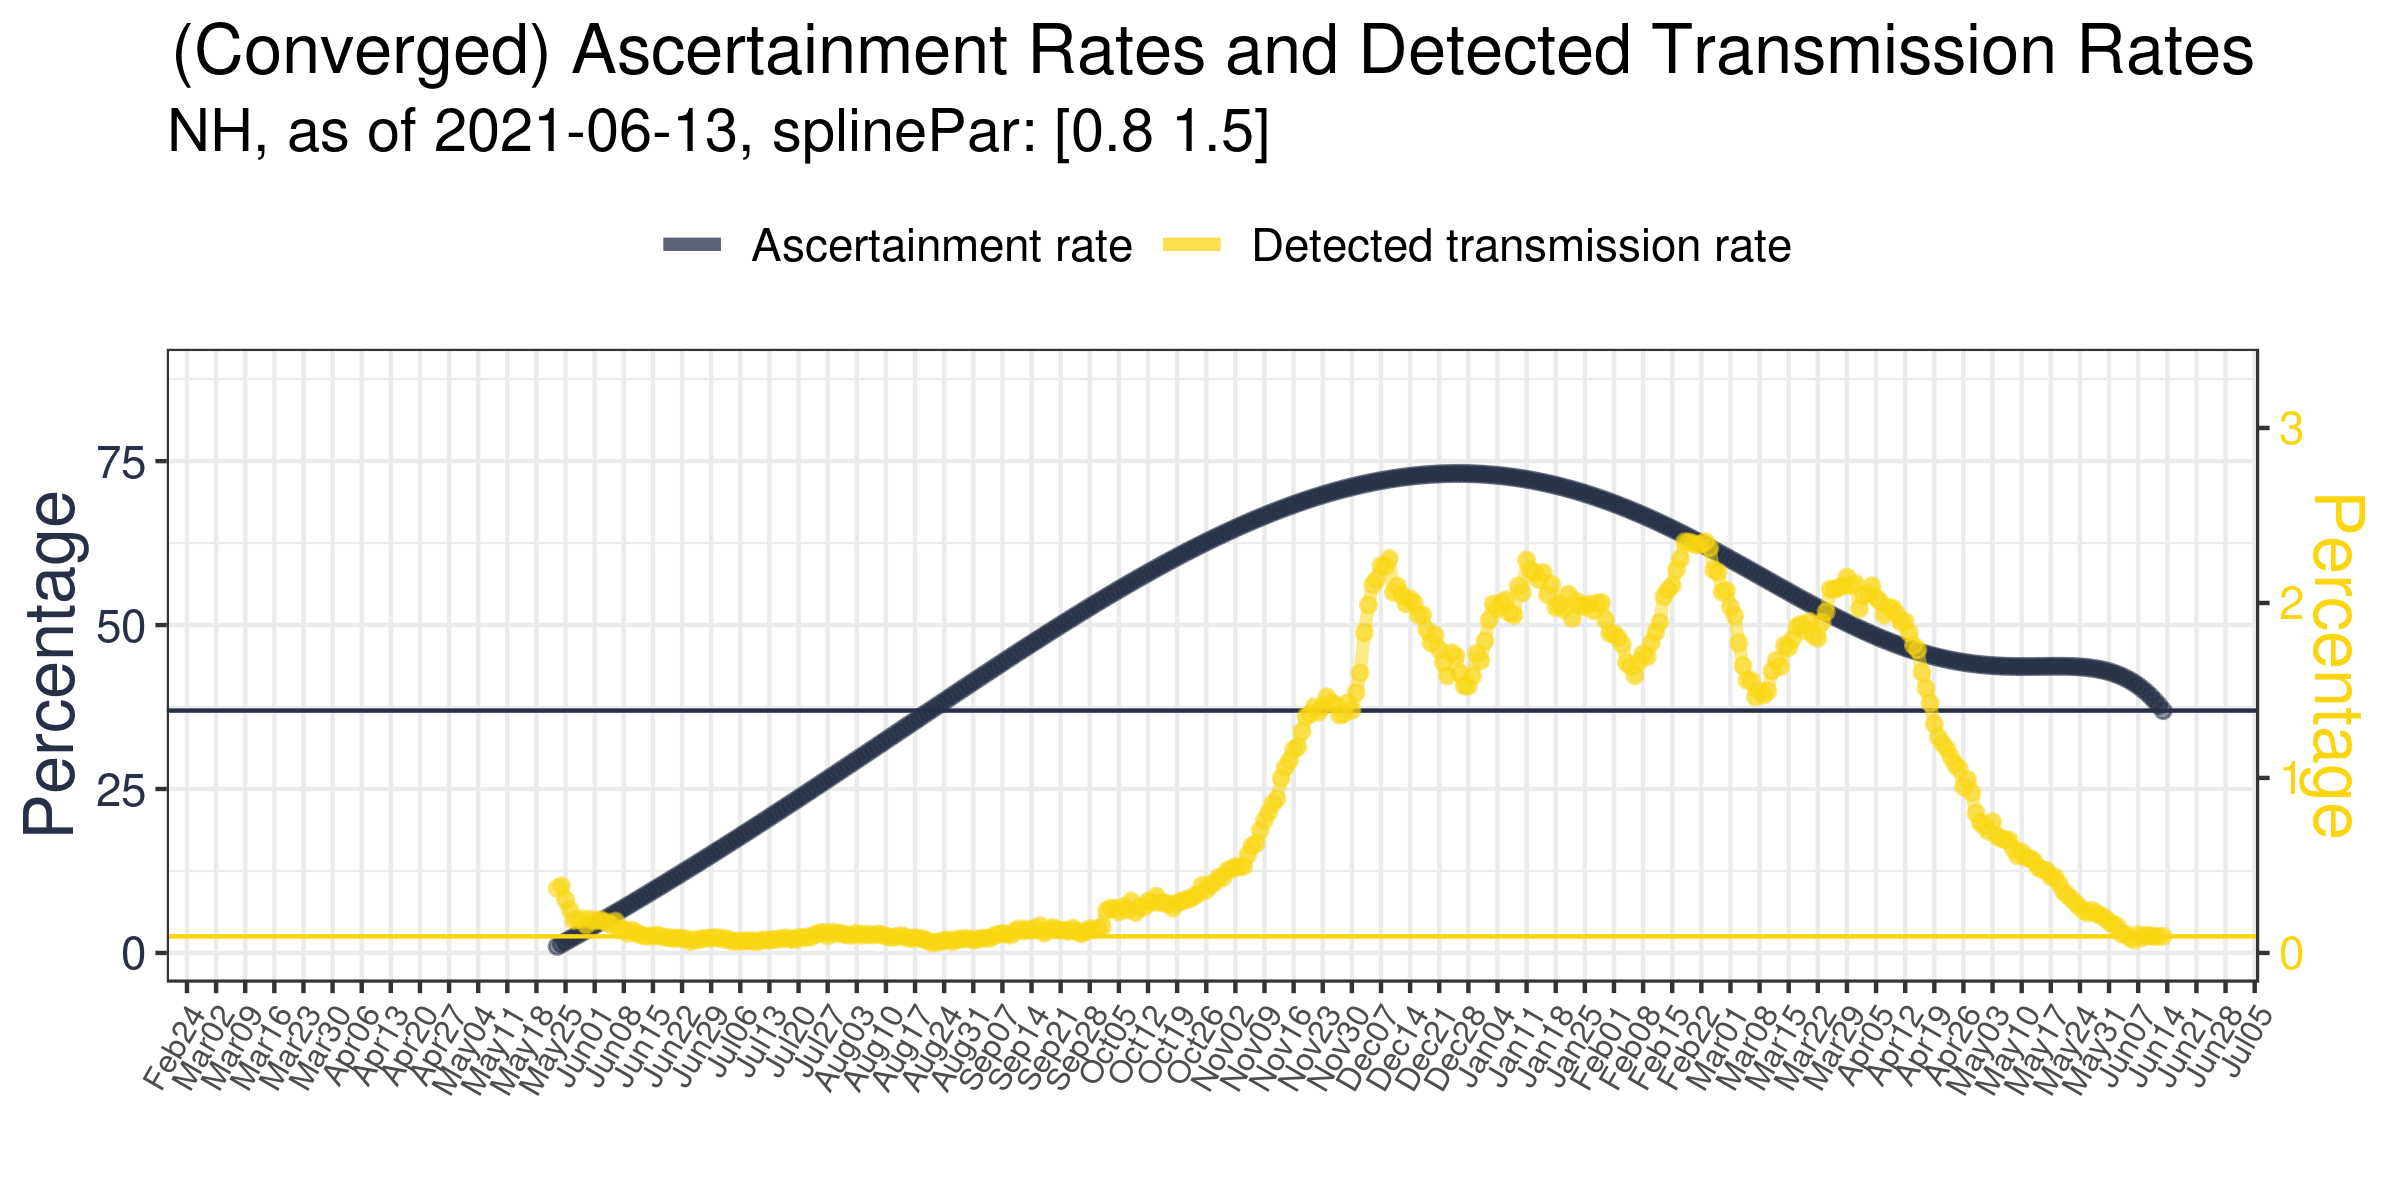 (Converged) Ascertainment Rates and Detected Transmission Rates
NH, as of 2021-06-13, splinePar: [0.8 1.5]
Ascertainment rate
Detected transmission rate
Percentage
75
50
25
0
3
2
1
0
Percentage
Feb24
Mar02
Mar09
Mar16
Mar23
Mar30
Apr06
Apr13
Apr20
Apr27
May04
May11
May18
May25
Jun01
Jun08
Jun15
Jun22
Jun29
Jul06
Jul13
Jul20
Jul27
Aug03
Aug10
Aug17
Aug24
Aug31
Sep07
Sep14
Sep21
Sep28
Oct05
Oct12
Oct19
Oct26
Nov02
Nov09
Nov16
Nov23
Nov30
Dec07
Dec14
Dec21
Dec28
Jan04
Jan11
Jan18
Jan25
Feb01
Feb08
Feb15
Feb22
Mar01
Mar08
Mar15
Mar22
Mar29
Apr05
Apr12
Apr19
Apr26
May03
May10
May17
May24
May31
Jun07
Jun14
Jun21
Jun28
Jul05